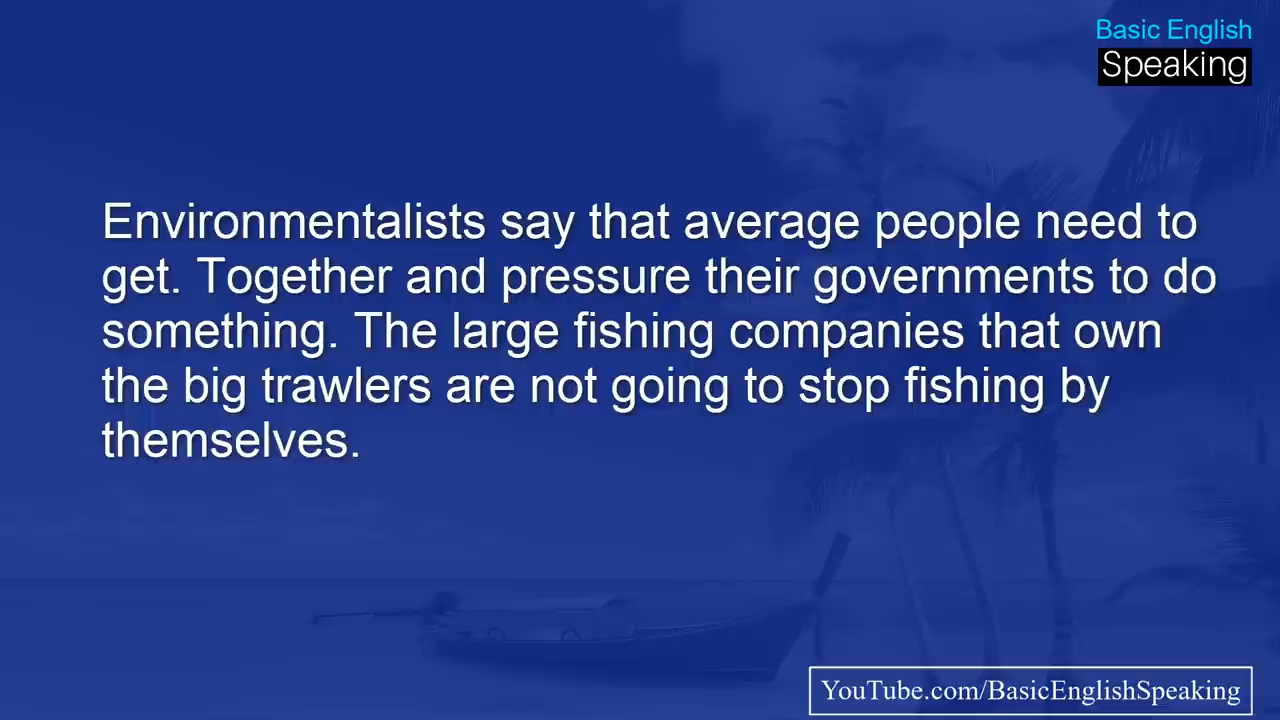 Basic English
Speaking
Environmentalists say that average people need to
get. Together and pressure their governments to do
something. The large fishing companies that own
the big trawlers are not going to stop fishing by
themselves.
YouTube.com/BasicEnglishSpeaking